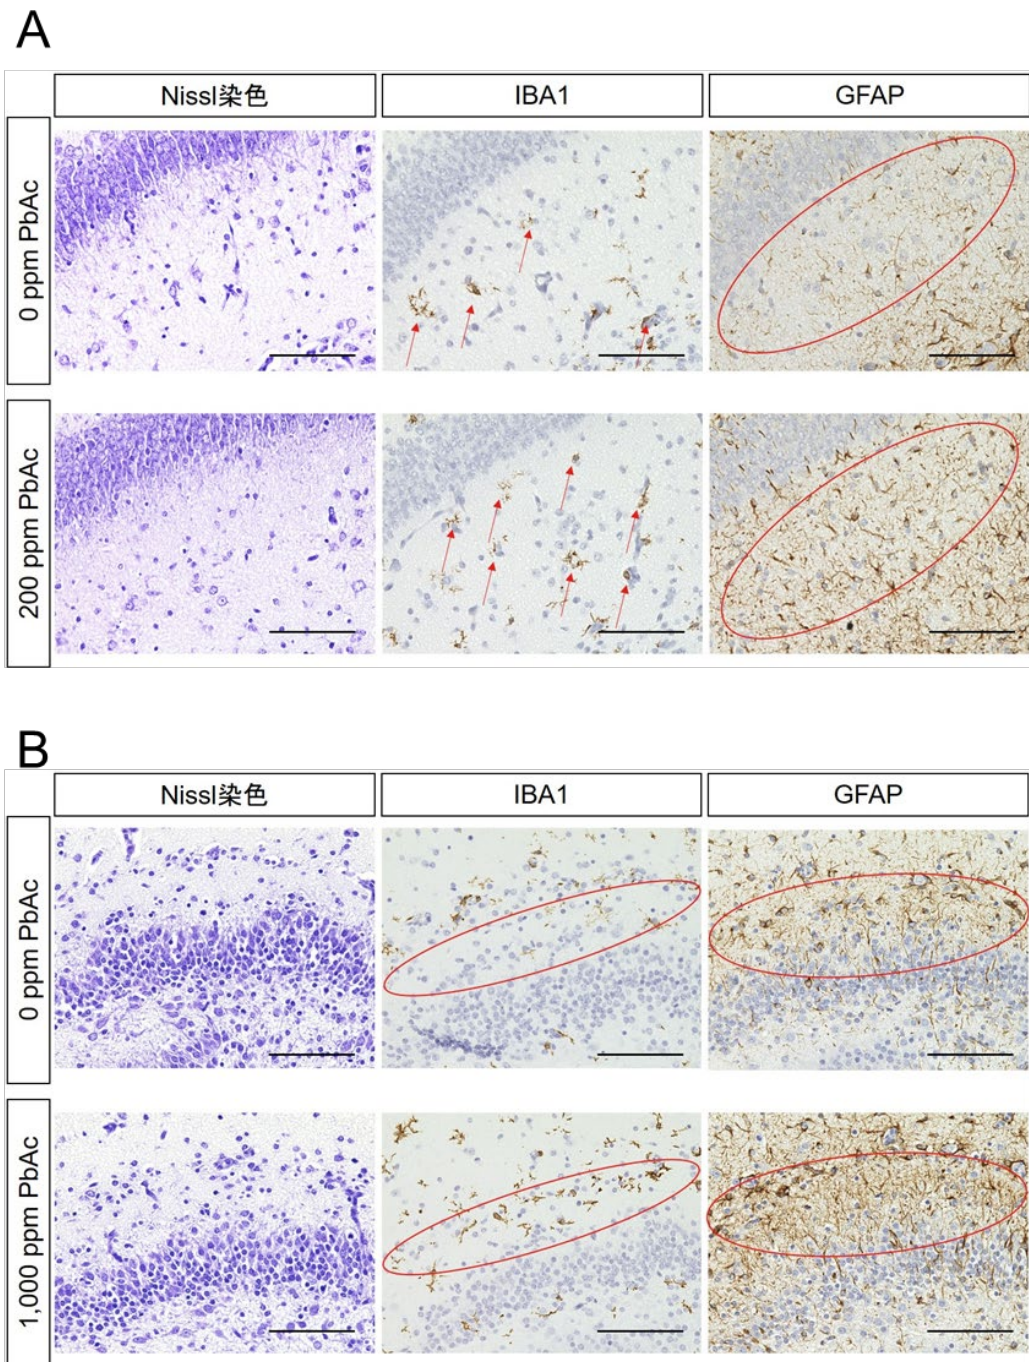 A
Nissl染色
IBA1
GFAP
0 ppm PbAc
200 ppm PbAc
B
Nissl染色
IBA1
GFAP
0 ppm PbAc
1,000 ppm PbAc